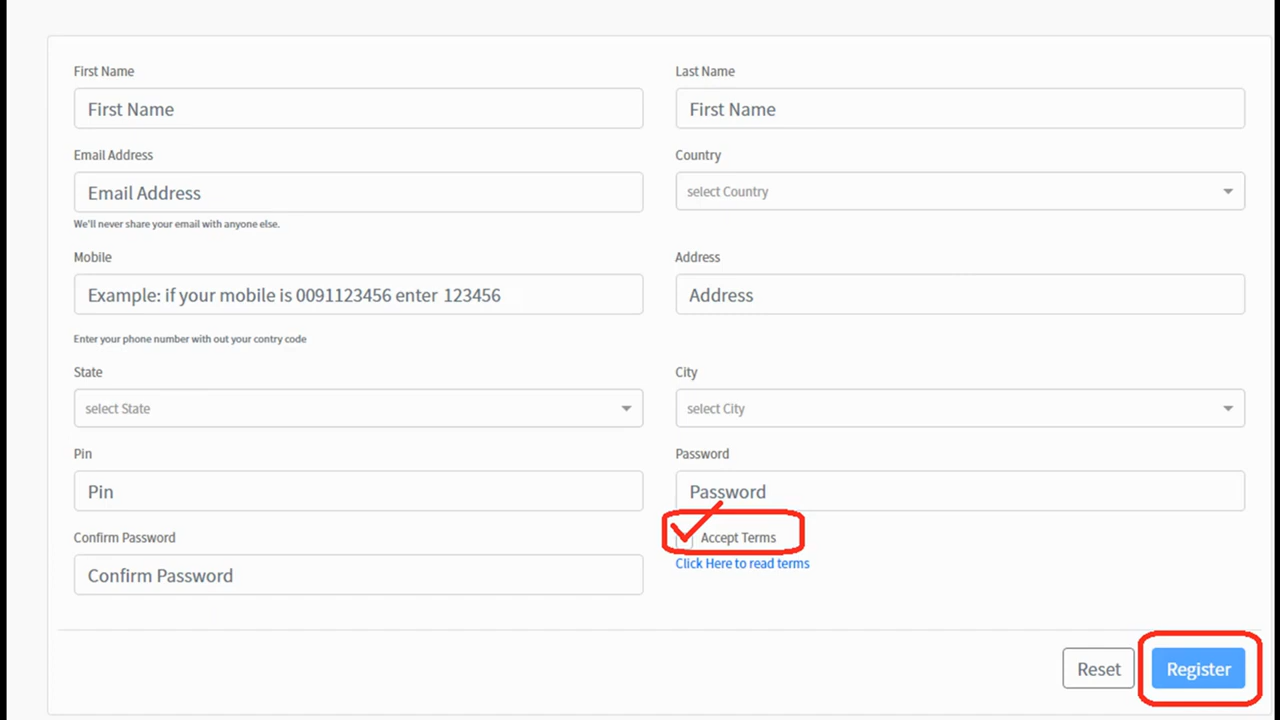 First Name
Last Name
First Name
First Name
Email Address
Country
Email Address
select Country
We'll never share your email with anyone else.
Mobile
Address
Example: if your mobile is 0091123456 enter 123456
Address
Enter your phone number with out your contry code
State
City
select State
select City
Pin
Password
Pin
Password
Confirm Password
Accept Terms
Confirm Password
Click Here to read terms
Reset
Register